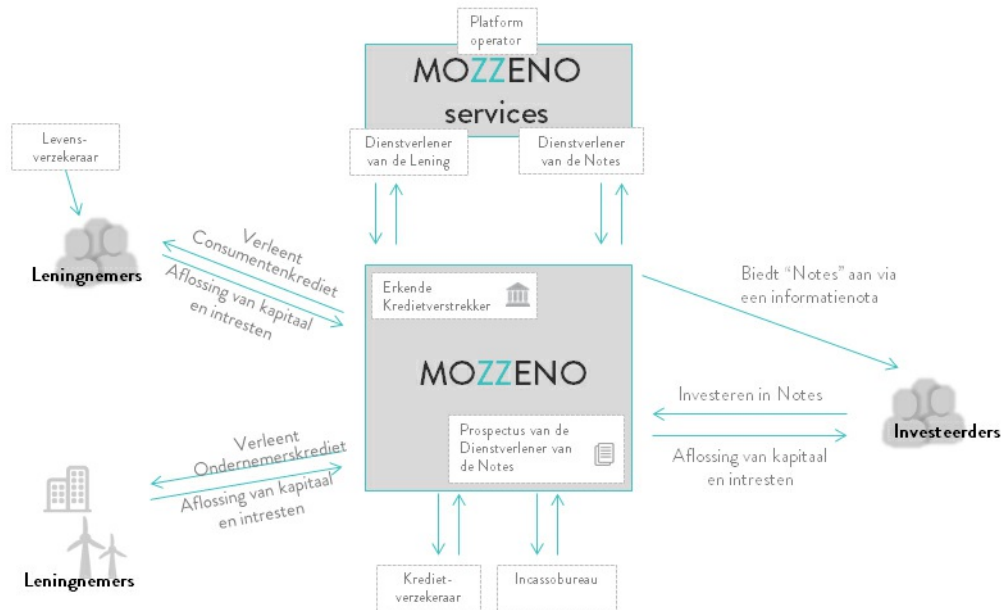 Platform
operator
MOZZENO
services
Dienstverlener
van de Lening
Dienstverlener
van de Notes
Levens-
verzekeraar
Leningnemers
Verleent
Consumentenkrediet
Aflossing van kapitaal
en intresten
Erkende
Kredietverstrekker
MOZZENO
Prospectus van de
Dienstverlener van
de Notes
Biedt "Notes" aan via
een informatienota
Investeren in Notes
Investeerders
Aflossing van kapitaal
en intresten
Verleent
Ondernemerskrediet
Aflossing van kapitaal
en intresten
Leningnemers
Krediet-
verzekeraar
Incassobureau